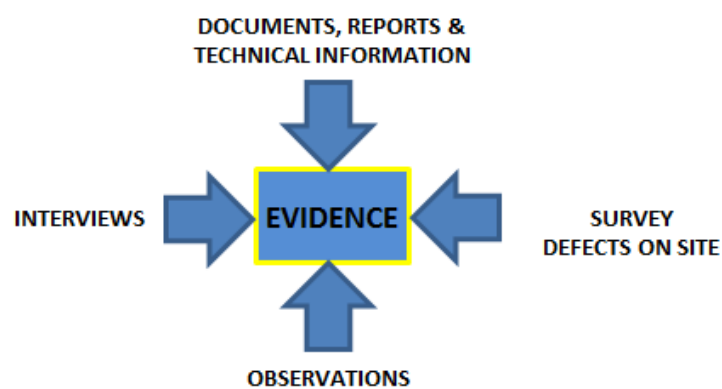 DOCUMENTS, REPORTS &
TECHNICAL INFORMATION
INTERVIEWS
EVIDENCE
SURVEY
DEFECTS ON SITE
OBSERVATIONS